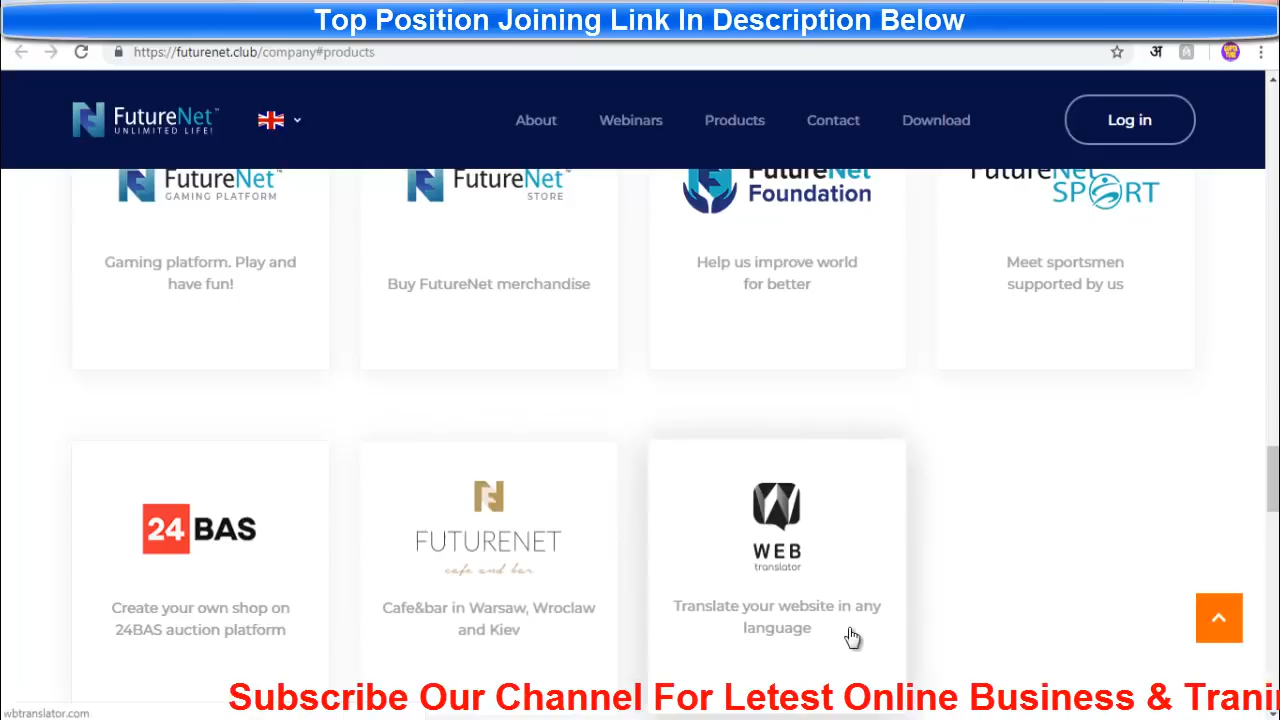 Top Position Joining Link In Description Below
https://futurenet.club/company#products
अ
FutureNet™
UNLIMITED LIFE!
About
Webinars
Products
Contact
Download
Log in
FutureNet
GAMING PLATFORM
FutureNet
STORE
FutureNet
Foundation
FutureNet
SPORT
Gaming platform. Play and
have fun!
Buy FutureNet merchandise
Help us improve world
for better
Meet sportsmen
supported by us
24BAS
FUTURENET
cafe and bar
WEB
translator
Create your own shop on
24BAS auction platform
Cafe&bar in Warsaw, Wroclaw
and Kiev
Translate your website in any
language
Subscribe Our Channel For Letest Online Business & Trani
wbtranslator.com